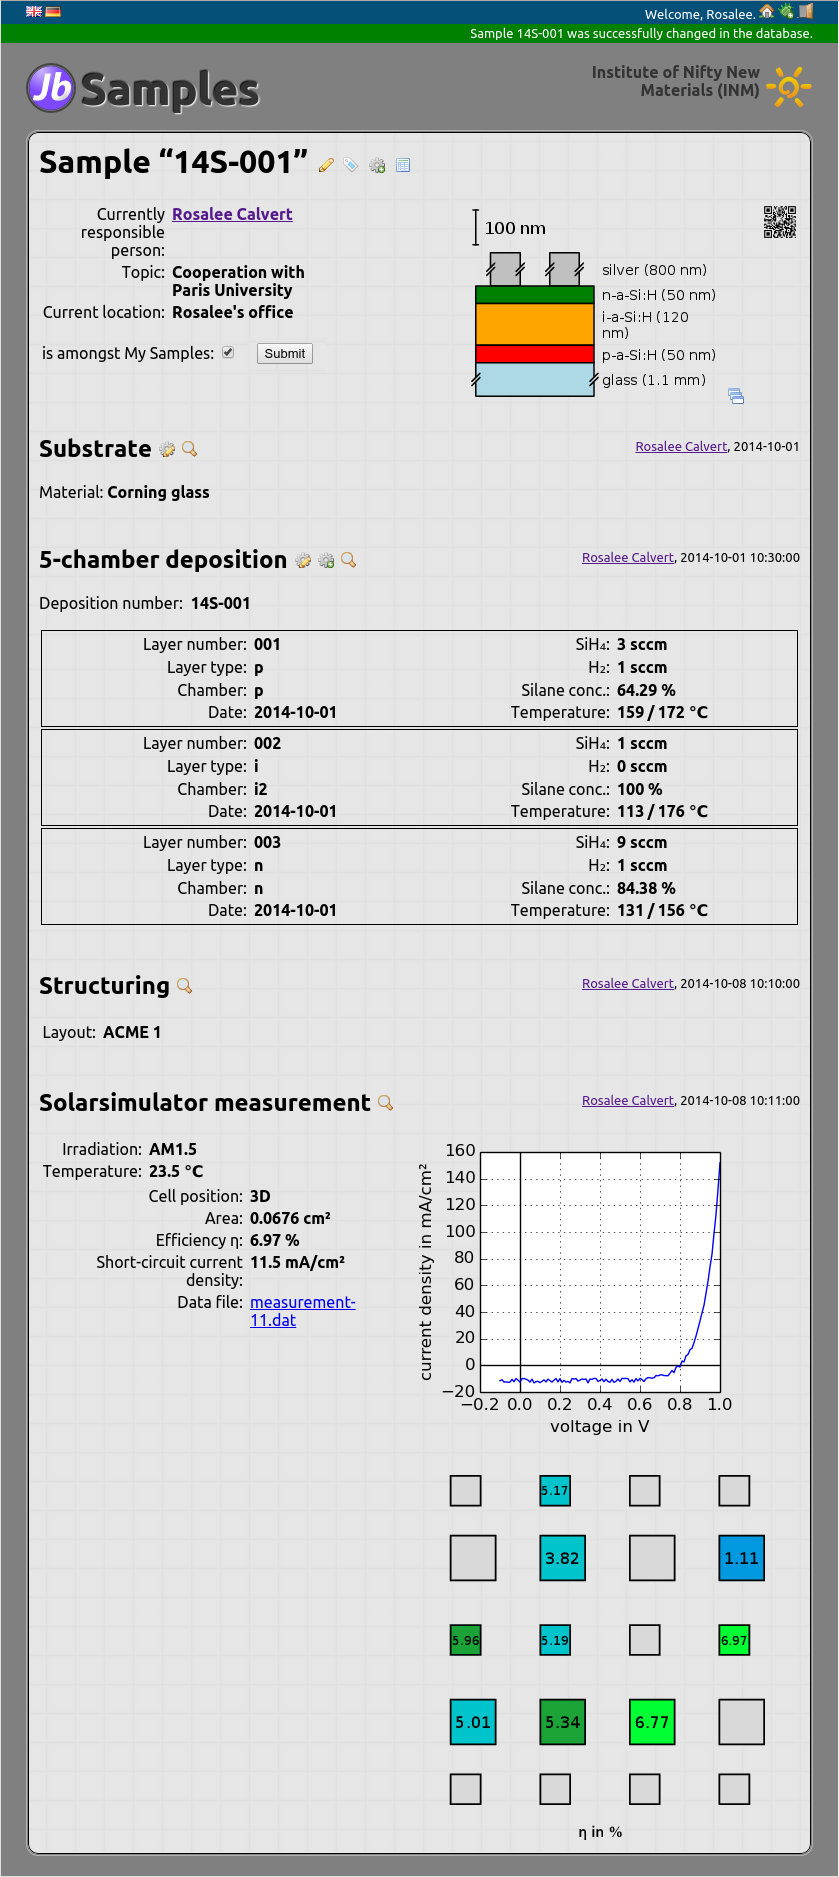 Welcome, Rosalee.
Sample 14S-001 was successfully changed in the database.
Jb Samples
Institute of Nifty New
Materials (INM)
Sample “14S-001”
Currently responsible person: Rosalee Calvert
Topic: Cooperation with Paris University
Current location: Rosalee's office
is amongst My Samples: Submit
100 nm
silver (800 nm)
n-a-Si:H (50 nm)
i-a-Si:H (120
nm)
p-a-Si:H (50 nm)
glass (1.1 mm)
Substrate
Rosalee Calvert, 2014-10-01
Material: Corning glass
5-chamber deposition
Rosalee Calvert, 2014-10-01 10:30:00
Deposition number: 14S-001
Layer number: 001 SiH₄: 3 sccm
Layer type: p H₂: 1 sccm
Chamber: p Silane conc.: 64.29 %
Date: 2014-10-01 Temperature: 159 / 172 °C
Layer number: 002 SiH₄: 1 sccm
Layer type: i H₂: 0 sccm
Chamber: i2 Silane conc.: 100 %
Date: 2014-10-01 Temperature: 113 / 176 °C
Layer number: 003 SiH₄: 9 sccm
Layer type: n H₂: 1 sccm
Chamber: n Silane conc.: 84.38 %
Date: 2014-10-01 Temperature: 131 / 156 °C
Structuring
Rosalee Calvert, 2014-10-08 10:10:00
Layout: ACME 1
Solarsimulator measurement
Rosalee Calvert, 2014-10-08 10:11:00
Irradiation: AM1.5
Temperature: 23.5 °C
Cell position: 3D
Area: 0.0676 cm²
Efficiency η: 6.97 %
Short-circuit current density: 11.5 mA/cm²
Data file: measurement-
11.dat
current density in mA/cm²
160
140
120
100
80
60
40
20
0
−20
−0.2 0.0 0.2 0.4 0.6 0.8 1.0
voltage in V
5.17
3.82 1.11
5.96 5.19 6.97
5.01 5.34 6.77
η in %